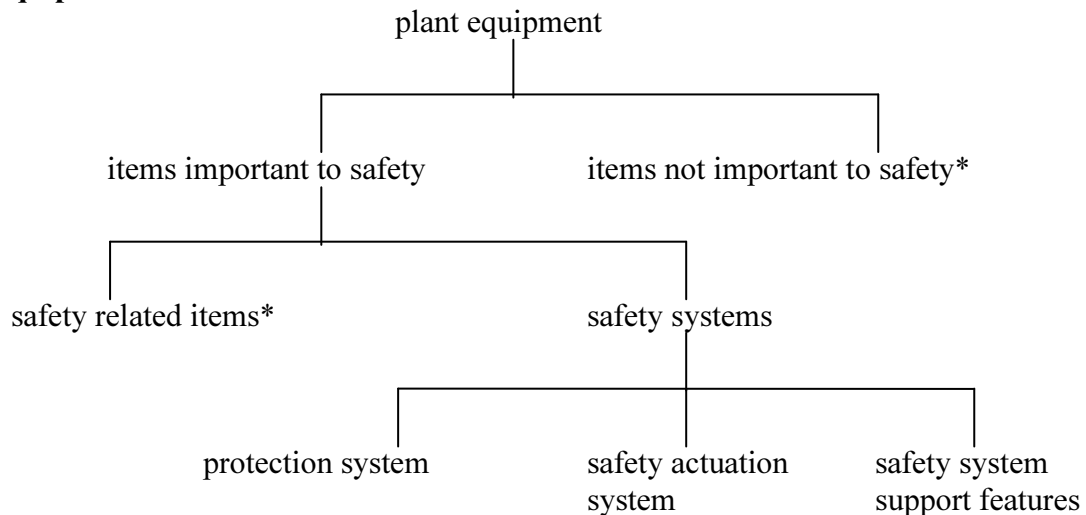 plant equipment
items important to safety
items not important to safety*
safety related items*
safety systems
protection system
safety actuation
system
safety system
support features